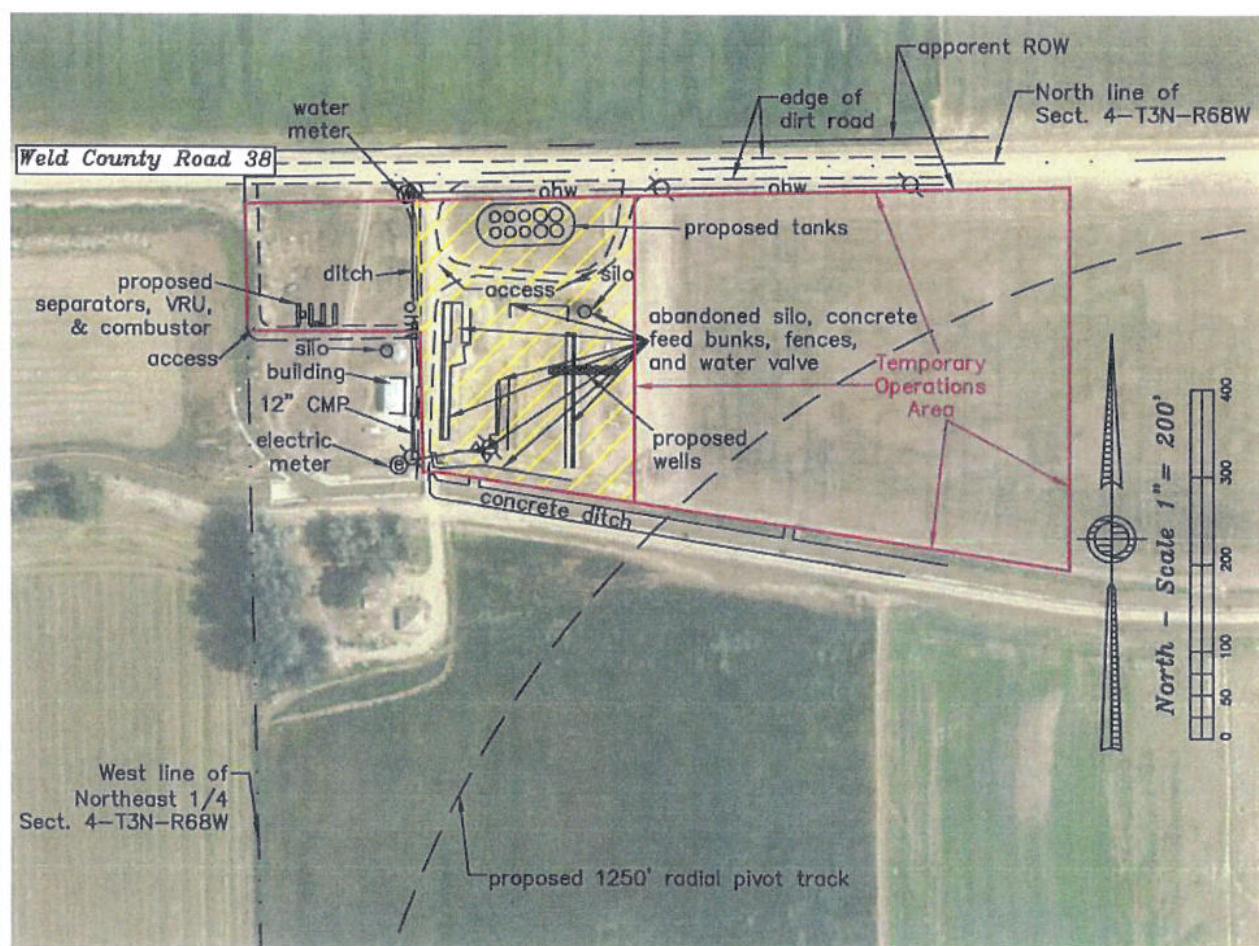 apparent ROW
North line of
Sect. 4-T3N-R68W
edge of
dirt road
water
meter
Weld County Road 38
ohw
ohw
proposed tanks
ditch
silo
access
proposed
separators, VRU,
& combustor
access
ohw
abandoned silo, concrete
feed bunks, fences,
and water valve
silo
building
12" CMP
Temporary
Operations
Area
electric
meter
e
proposed
wells
concrete ditch
North - Scale 1"= 200'
0
50
100
200
300
400
West line of
Northeast 1/4
Sect. 4-T3N-R68W
proposed 1250' radial pivot track